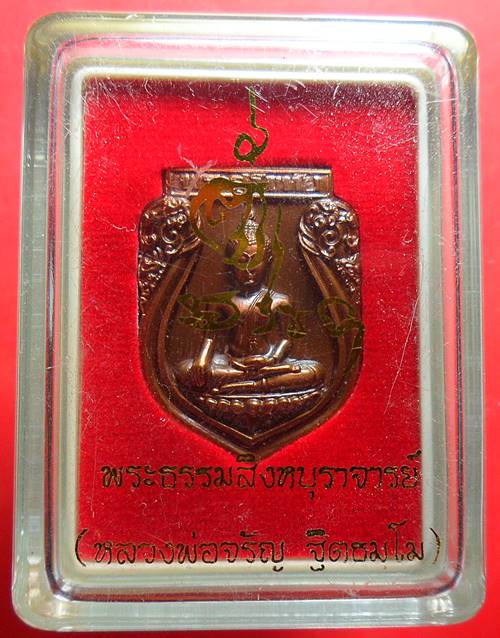 พระธรรมสิงหบุราจารย์
(หลวงพ่อจรัญ ฐิตธมฺโม)